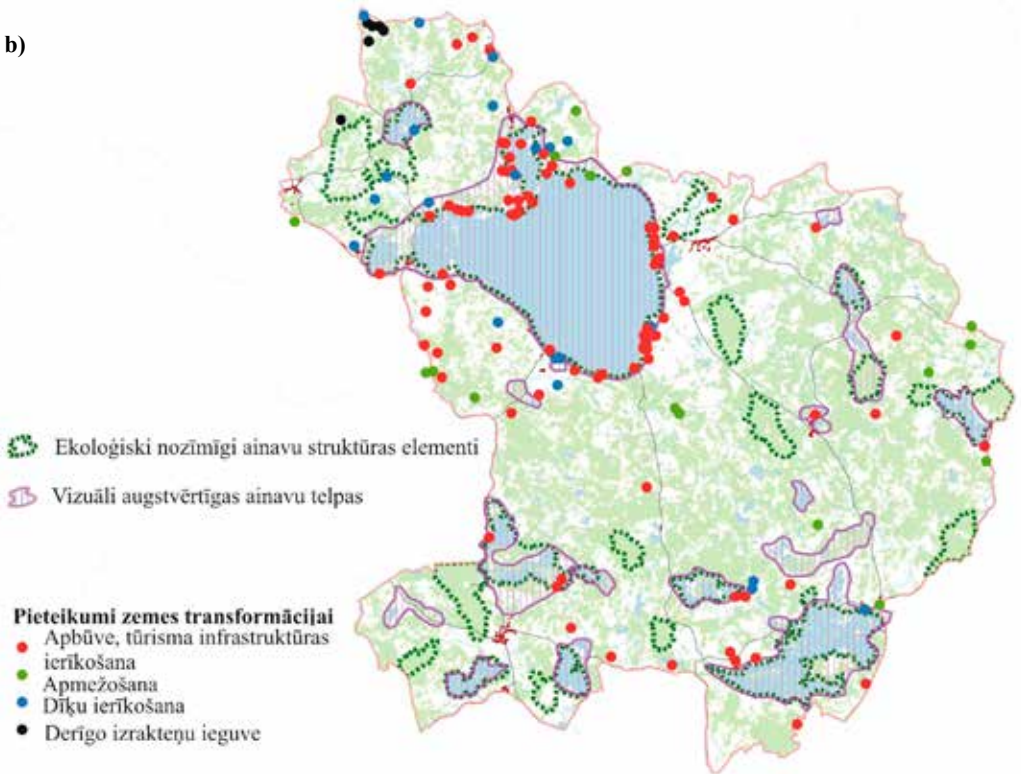 b)
Ekoloģiski nozīmīgi ainavu struktūras elementi
Vizuāli augstvērtīgas ainavu telpas
Pieteikumi zemes transformācijai
Apbūve, tūrisma infrastruktūras
ierīkošana
Apmežošana
Dīķu ierīkošana
Derīgo izrakteņu ieguve